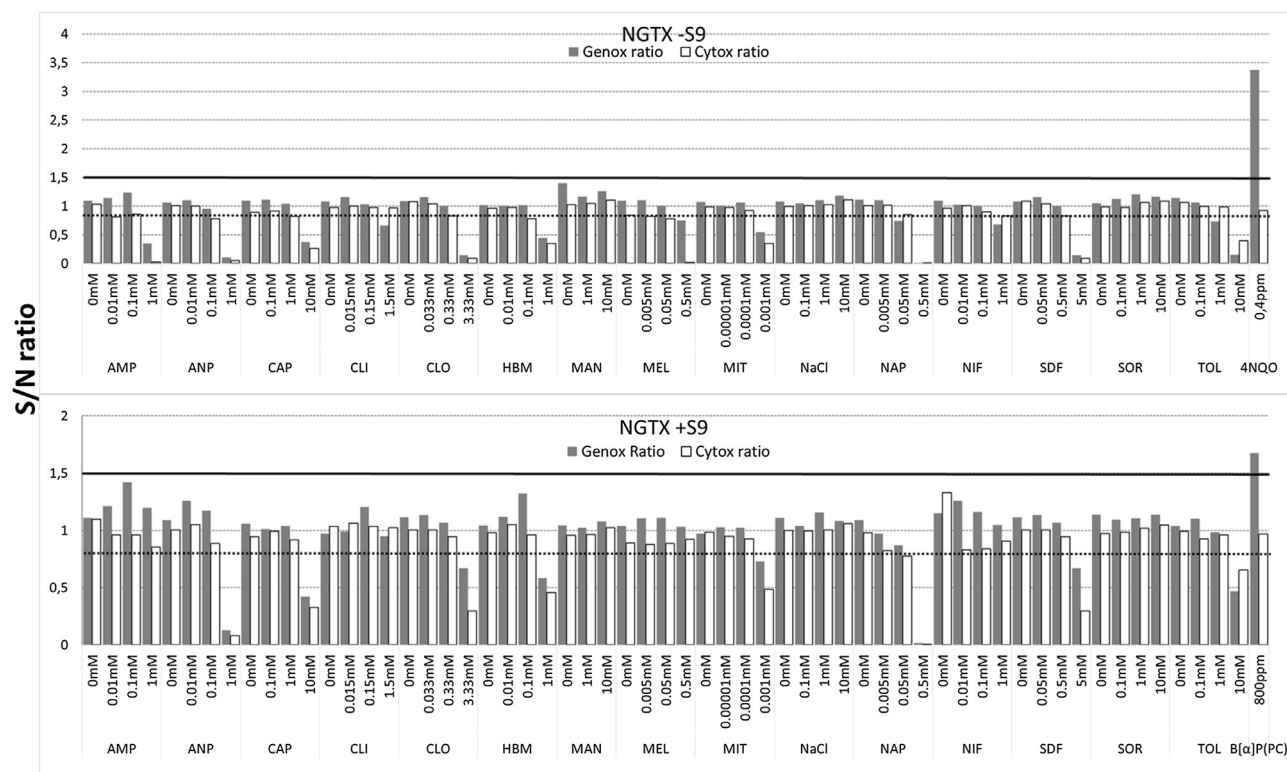 S/N ratio
NGTX -S9
Genox ratio Cytox ratio
4
3,5
3
2,5
2
1,5
1
0,5
0
0mM 0.01mM 0.1mM 1mM 0mM 0.01mM 0.1mM 1mM 0mM 0.1mM 1mM 10mM 0mM 0.015mM 0.15mM 1.5mM 0mM 0.033mM 0.33mM 3.33mM 0mM 0.01mM 0.1mM 1mM 0mM 1mM 10mM 0mM 0.005mM 0.05mM 0.5mM 0mM 0.00001mM 0.0001mM 0.001mM 0mM 0.1mM 1mM 10mM 0mM 0.005mM 0.05mM 0.5mM 0mM 0.01mM 0.1mM 1mM 0mM 0.05mM 0.5mM 5mM 0mM 0.1mM 1mM 10mM 0mM 0.1mM 1mM 10mM 0,4ppm
AMP ANP CAP CLI CLO HBM MAN MEL MIT NaCl NAP NIF SDF SOR TOL 4NQO
NGTX +S9
Genox Ratio Cytox ratio
2
1,5
1
0,5
0
0mM 0.01mM 0.1mM 1mM 0mM 0.01mM 0.1mM 1mM 0mM 0.1mM 1mM 10mM 0mM 0.015mM 0.15mM 1.5mM 0mM 0.033mM 0.33mM 3.33mM 0mM 0.01mM 0.1mM 1mM 0mM 1mM 10mM 0mM 0.005mM 0.05mM 0.5mM 0mM 0.00001mM 0.0001mM 0.001mM 0mM 0.1mM 1mM 10mM 0mM 0.005mM 0.05mM 0.5mM 0mM 0.01mM 0.1mM 1mM 0mM 0.05mM 0.5mM 5mM 0mM 0.1mM 1mM 10mM 0mM 0.1mM 1mM 10mM 800ppm
AMP ANP CAP CLI CLO HBM MAN MEL MIT NaCl NAP NIF SDF SOR TOL B[α]P(PC)